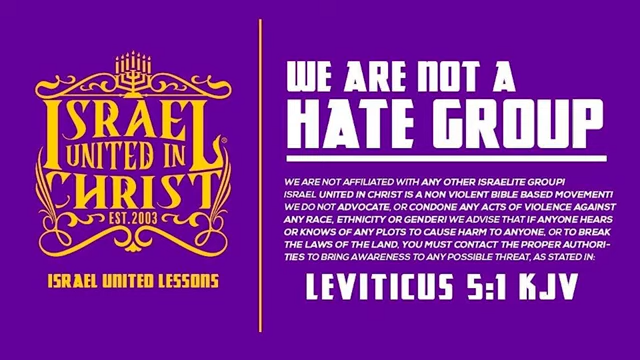 ISRAEL®
UNITED IN
CHRIST
EST.2003
ISRAEL UNITED LESSONS
WE ARE NOT A
HATE GROUP
WE ARE NOT AFFILIATED WITH ANY OTHER ISRAELITE GROUP!
ISRAEL UNITED IN CHRIST IS A NON VIOLENT BIBLE BASED MOVEMENT!
WE DO NOT ADVOCATE, OR CONDONE ANY ACTS OF VIOLENCE AGAINST
ANY RACE, ETHNICITY OR GENDER! WE ADVISE THAT IF ANYONE HEARS
OR KNOWS OF ANY PLOTS TO CAUSE HARM TO ANYONE, OR TO BREAK
THE LAWS OF THE LAND, YOU MUST CONTACT THE PROPER AUTHORI-
TIES TO BRING AWARENESS TO ANY POSSIBLE THREAT, AS STATED IN:
LEVITICUS 5:1 KJV